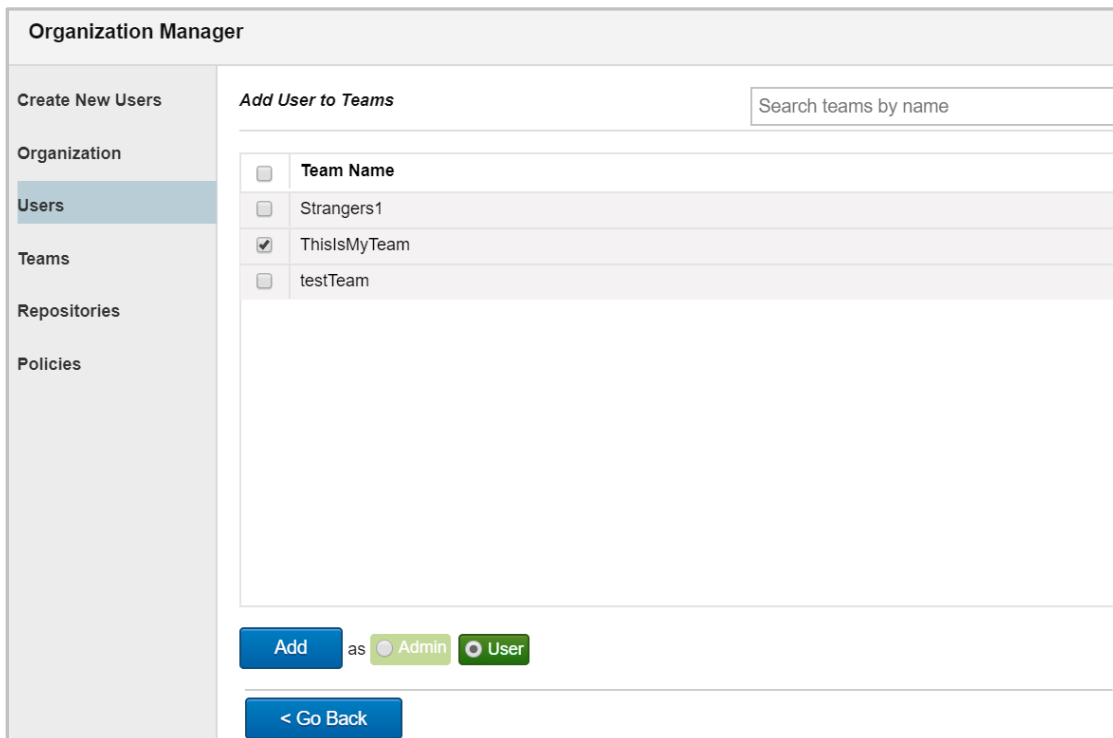 Organization Manager
Create New Users
Organization
Users
Teams
Repositories
Policies
Add User to Teams
Search teams by name
Team Name
Strangers1
ThisIsMyTeam
testTeam
Add as Admin User
< Go Back